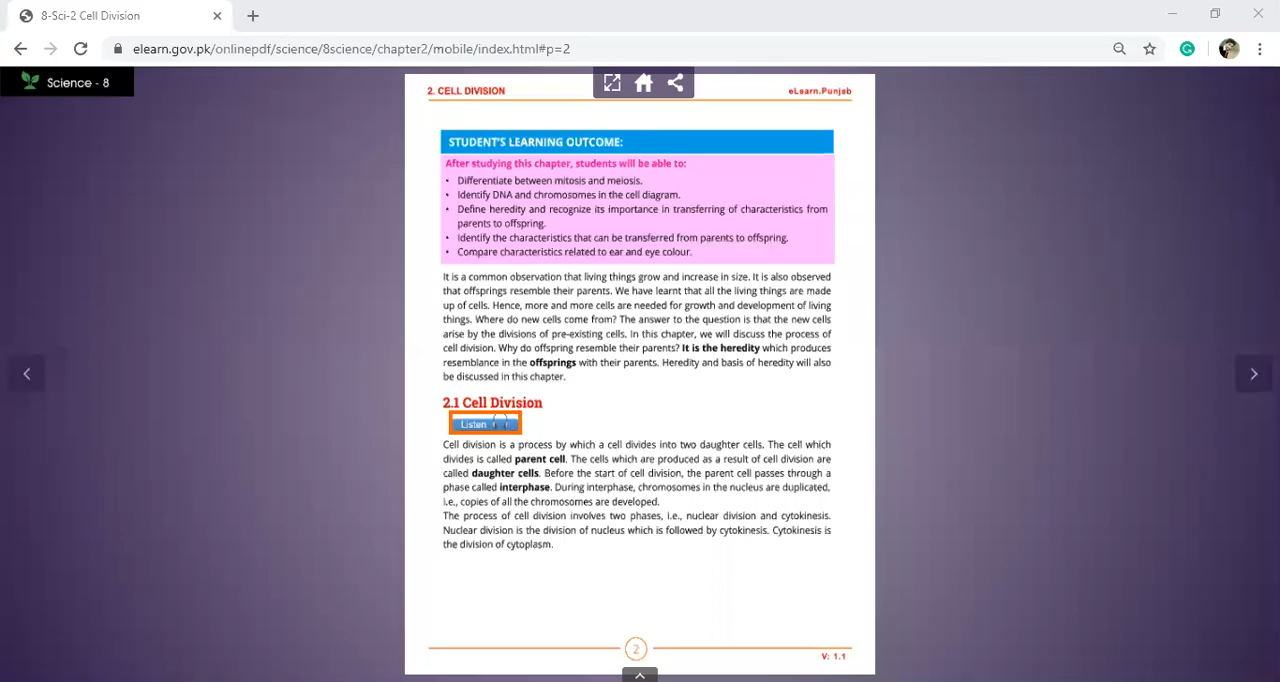 8-Sci-2 Cell Division
elearn.gov.pk/onlinepdf/science/8science/chapter2/mobile/index.html#p=2
Science - 8
2. CELL DIVISION
eLearn.Punjab
STUDENT'S LEARNING OUTCOME:
After studying this chapter, students will be able to:
• Differentiate between mitosis and meiosis.
• Identify DNA and chromosomes in the cell diagram.
• Define heredity and recognize its importance in transferring of characteristics from
parents to offspring.
• Identify the characteristics that can be transferred from parents to offspring.
• Compare characteristics related to ear and eye colour.
It is a common observation that living things grow and increase in size. It is also observed
that offsprings resemble their parents. We have learnt that all the living things are made
up of cells. Hence, more and more cells are needed for growth and development of living
things. Where do new cells come from? The answer to the question is that the new cells
arise by the divisions of pre-existing cells. In this chapter, we will discuss the process of
cell division. Why do offspring resemble their parents? It is the heredity which produces
resemblance in the offsprings with their parents. Heredity and basis of heredity will also
be discussed in this chapter.
2.1 Cell Division
Listen
Cell division is a process by which a cell divides into two daughter cells. The cell which
divides is called parent cell. The cells which are produced as a result of cell division are
called daughter cells. Before the start of cell division, the parent cell passes through a
phase called interphase. During interphase, chromosomes in the nucleus are duplicated,
i.e., copies of all the chromosomes are developed.
The process of cell division involves two phases, i.e., nuclear division and cytokinesis.
Nuclear division is the division of nucleus which is followed by cytokinesis. Cytokinesis is
the division of cytoplasm.
2
V: 1.1